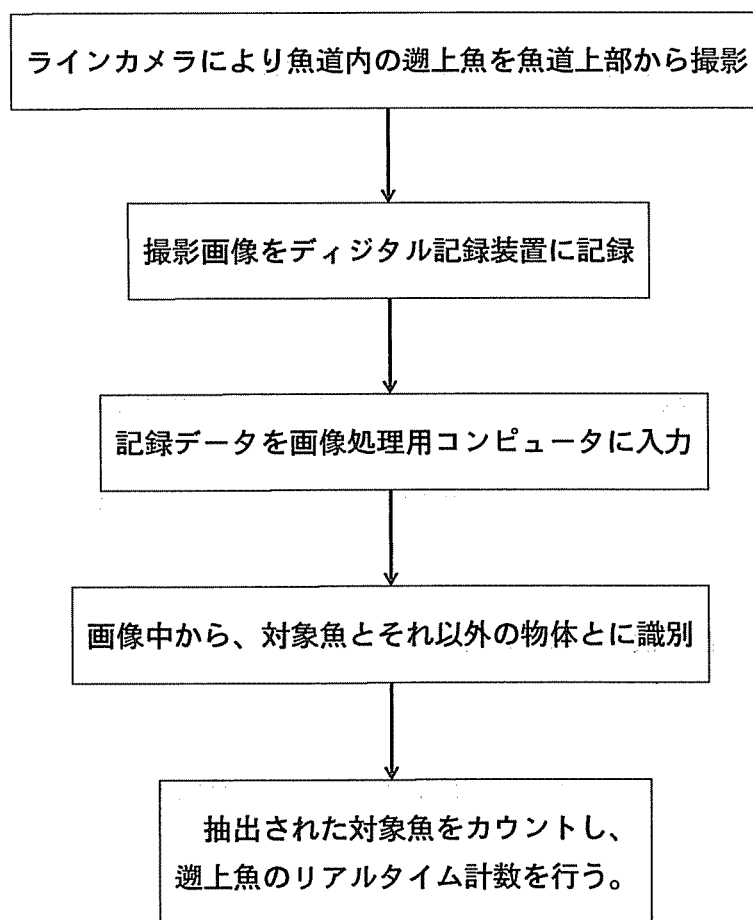 ラインカメラにより魚道内の遡上魚を魚道上部から撮影
撮影画像をディジタル記録装置に記録
記録データを画像処理用コンピュータに入力
画像中から、対象魚とそれ以外の物体とに識別
抽出された対象魚をカウントし、
遡上魚のリアルタイム計数を行う。